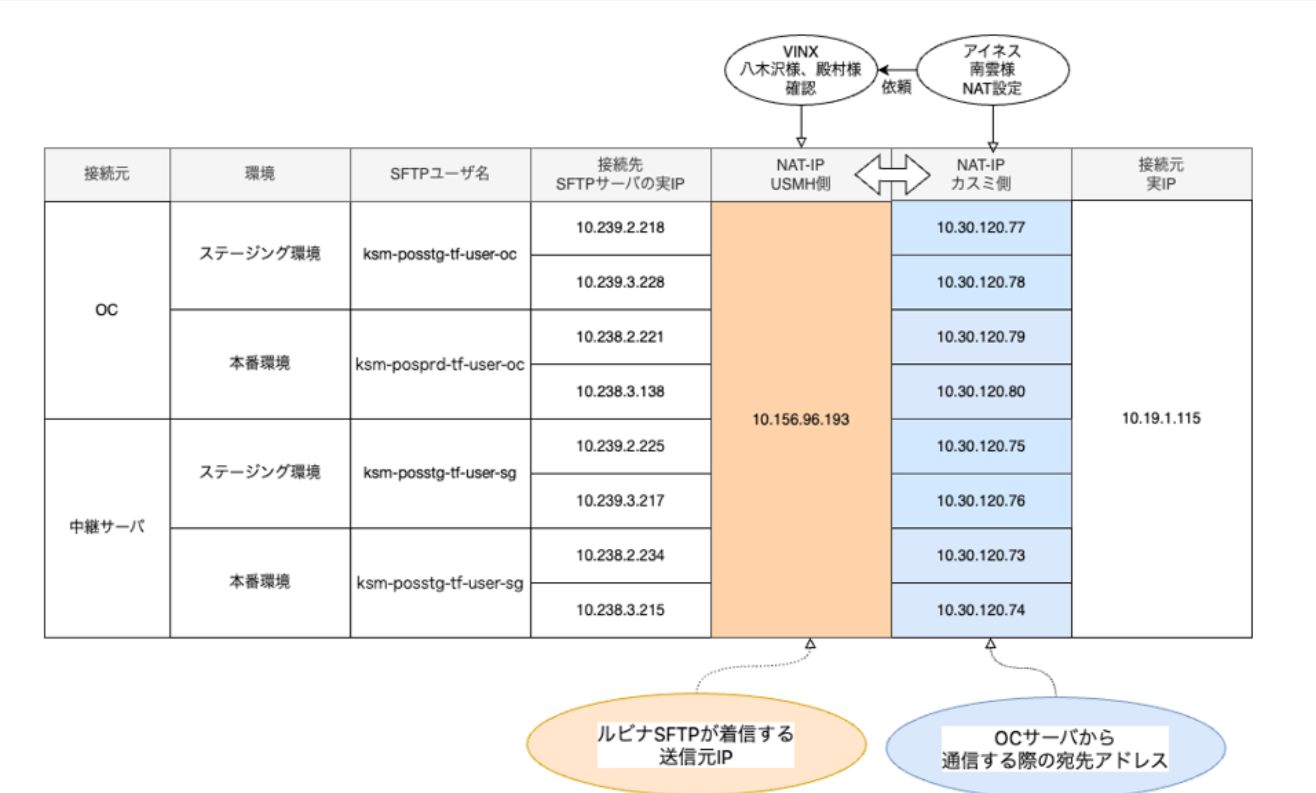 VINX
八木沢様、殿村様
確認
依頼
アイネス
南雲様
NAT設定
接続元
環境
SFTPユーザ名
接続先
SFTPサーバの実IP
NAT-IP
USMH側
NAT-IP
カスミ側
接続元
実IP
OC
ステージング環境
ksm-posstg-tf-user-oc
10.239.2.218
10.30.120.77
10.239.3.228
10.30.120.78
本番環境
ksm-posprd-tf-user-oc
10.238.2.221
10.30.120.79
10.238.3.138
10.30.120.80
10.156.96.193
10.19.1.115
中継サーバ
ステージング環境
ksm-posstg-tf-user-sg
10.239.2.225
10.30.120.75
10.239.3.217
10.30.120.76
本番環境
ksm-posstg-tf-user-sg
10.238.2.234
10.30.120.73
10.238.3.215
10.30.120.74
ルビナSFTPが着信する
送信元IP
OCサーバから
通信する際の宛先アドレス